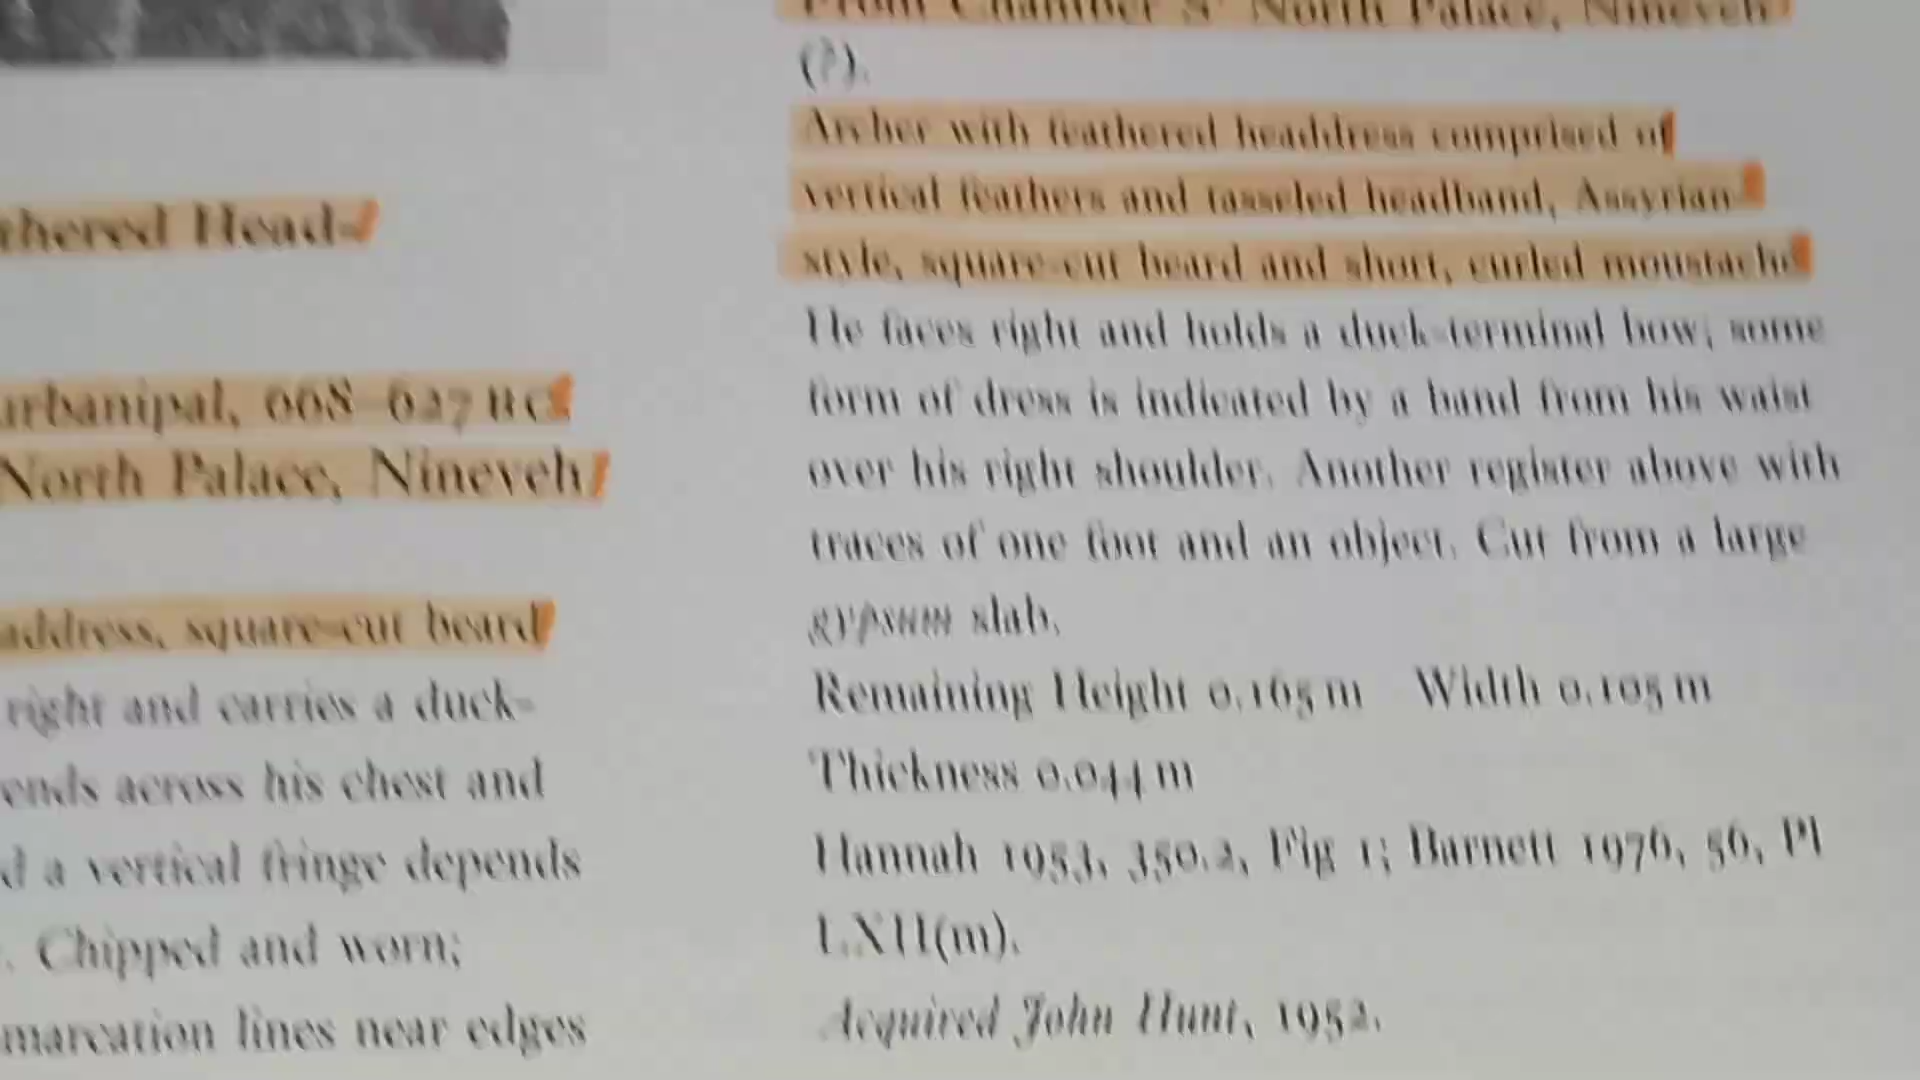 thered Head-
urbanipal, 668–627 BC
North Palace, Nineveh
address, square-cut beard
right and carries a duck-
ends across his chest and
d a vertical fringe depends
. Chipped and worn;
marcation lines near edges
From Chamber S' North Palace, Nineveh
(?).
Archer with feathered headdress comprised of
vertical feathers and tasseled headband, Assyrian-
style, square-cut beard and short, curled moustache
He faces right and holds a duck-terminal bow; some
form of dress is indicated by a band from his waist
over his right shoulder. Another register above with
traces of one foot and an object. Cut from a large
gypsum slab.
Remaining Height 0.165 m Width 0.105 m
Thickness 0.044 m
Hannah 1953, 350.2, Fig 1; Barnett 1976, 56, Pl
LXII(m).
Acquired John Hunt, 1952.